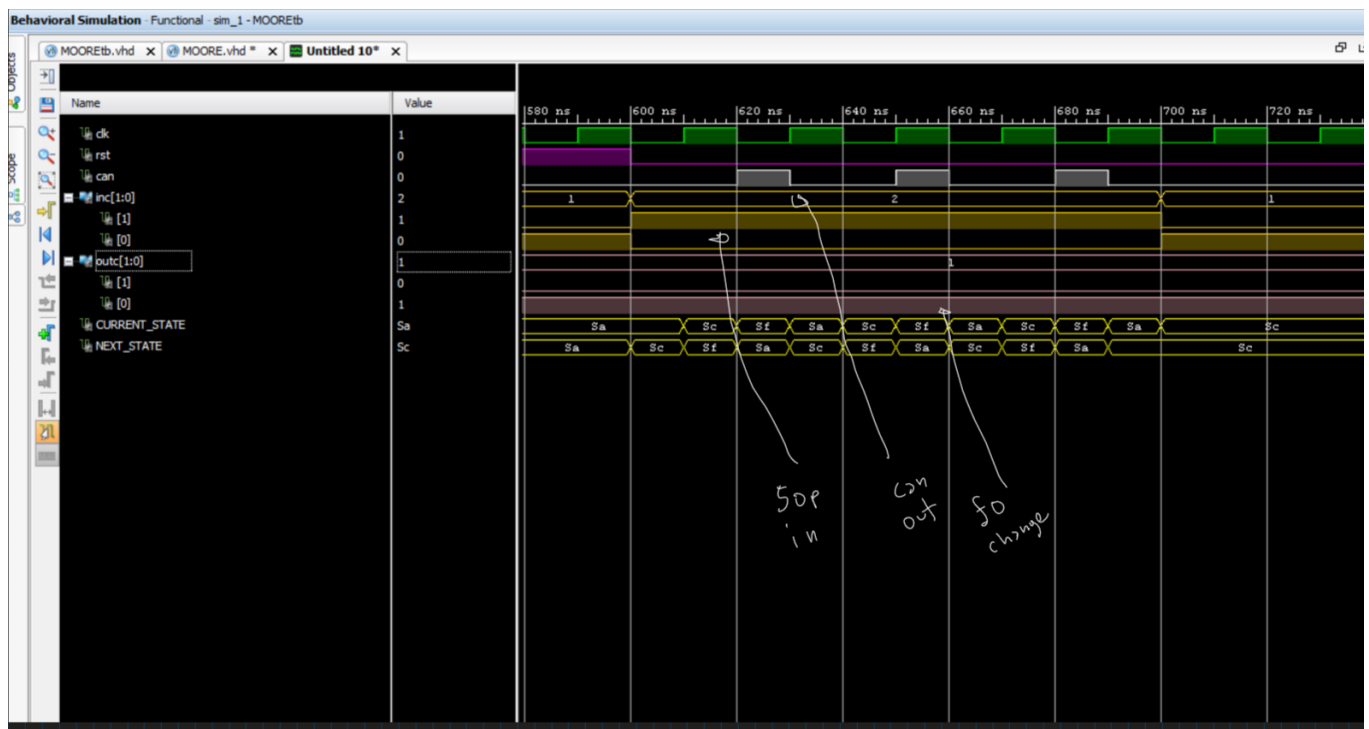 Behavioral Simulation - Functional - sim_1 - MOOREtb
MOOREtb.vhd x MOORE.vhd * x Untitled 10* x
Objects
Scope
Name Value
580 ns 600 ns 620 ns 640 ns 660 ns 680 ns 700 ns 720 ns
clk 1
rst 0
can 0
inc[1:0] 2 1 2 1
[1] 1
[0] 0
outc[1:0] 1 1
[1] 0
[0] 1
CURRENT_STATE Sa Sa Sc Sf Sa Sc Sf Sa Sc Sf Sa Sc
NEXT_STATE Sc Sa Sc Sf Sa Sc Sf Sa Sc Sf Sa Sc
50p
in
can
out
f0
change